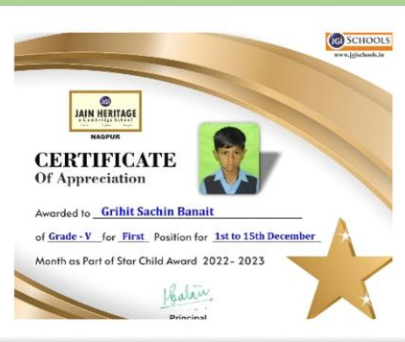 JGI SCHOOLS
www.jgischools.in
JGI
JAIN HERITAGE
a Cambridge School
NAGPUR
CERTIFICATE
Of Appreciation
Awarded to Grihit Sachin Banait
of Grade - V for First Position for 1st to 15th December
Month as Part of Star Child Award 2022- 2023
Principal